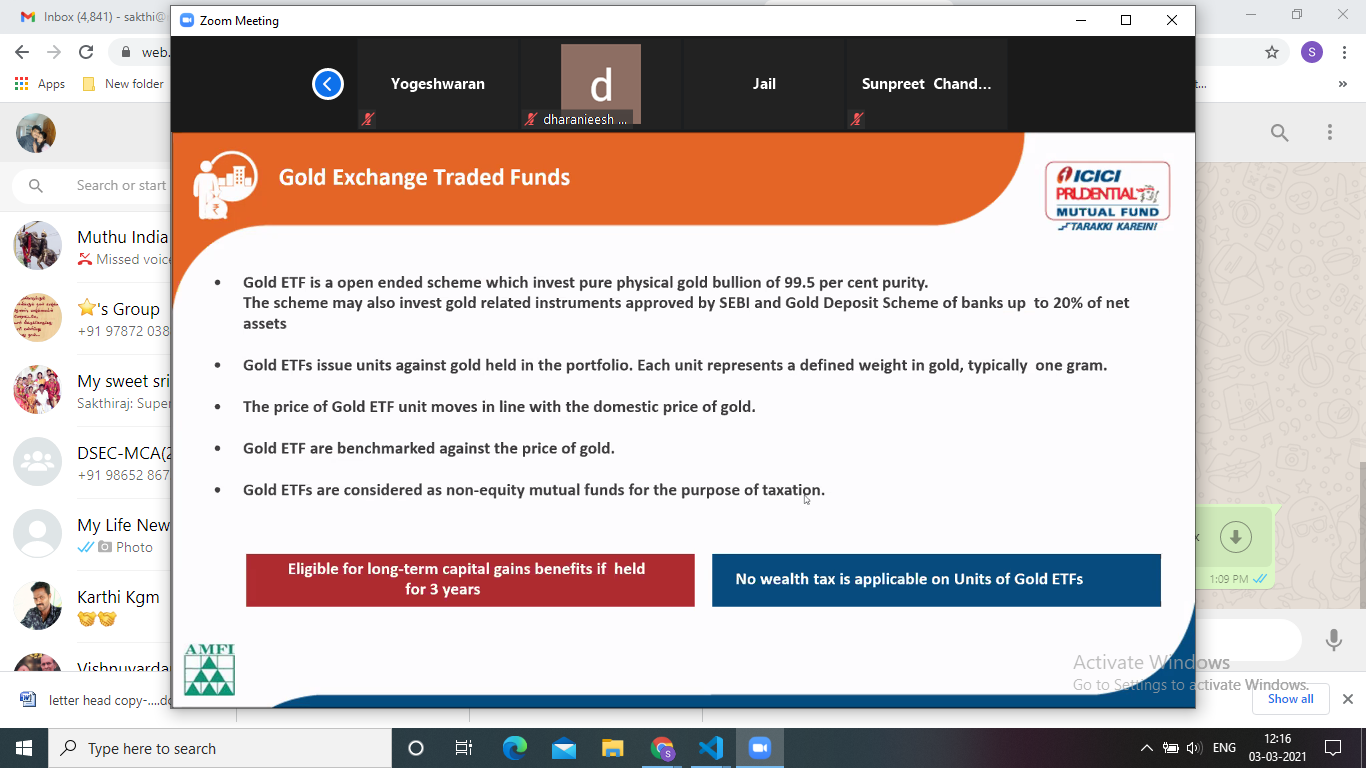 Inbox (4,841) - sakthi@
Zoom Meeting
web.
S
Apps
New folder
t...
»
Yogeshwaran
d
dharanieesh ...
Jail
Sunpreet Chand...
Gold Exchange Traded Funds
ICICI
PRUDENTIAL
MUTUAL FUND
TARAKKI KAREIN!
Search or start
Muthu India
Missed voic
's Group
+91 97872 038
My sweet sri
Sakthiraj: Super
DSEC-MCA(2
+91 98652 867
My Life New
Photo
Karthi Kgm
Vishnuvarda
• Gold ETF is a open ended scheme which invest pure physical gold bullion of 99.5 per cent purity.
The scheme may also invest gold related instruments approved by SEBI and Gold Deposit Scheme of banks up to 20% of net
assets
• Gold ETFs issue units against gold held in the portfolio. Each unit represents a defined weight in gold, typically one gram.
• The price of Gold ETF unit moves in line with the domestic price of gold.
• Gold ETF are benchmarked against the price of gold.
• Gold ETFs are considered as non-equity mutual funds for the purpose of taxation.
Eligible for long-term capital gains benefits if held
for 3 years
No wealth tax is applicable on Units of Gold ETFs
AMFI
x
1:09 PM
Activate Windows
Go to Settings to activate Windows.
letter head copy-....do
Show all
Type here to search
S
ENG
12:16
03-03-2021